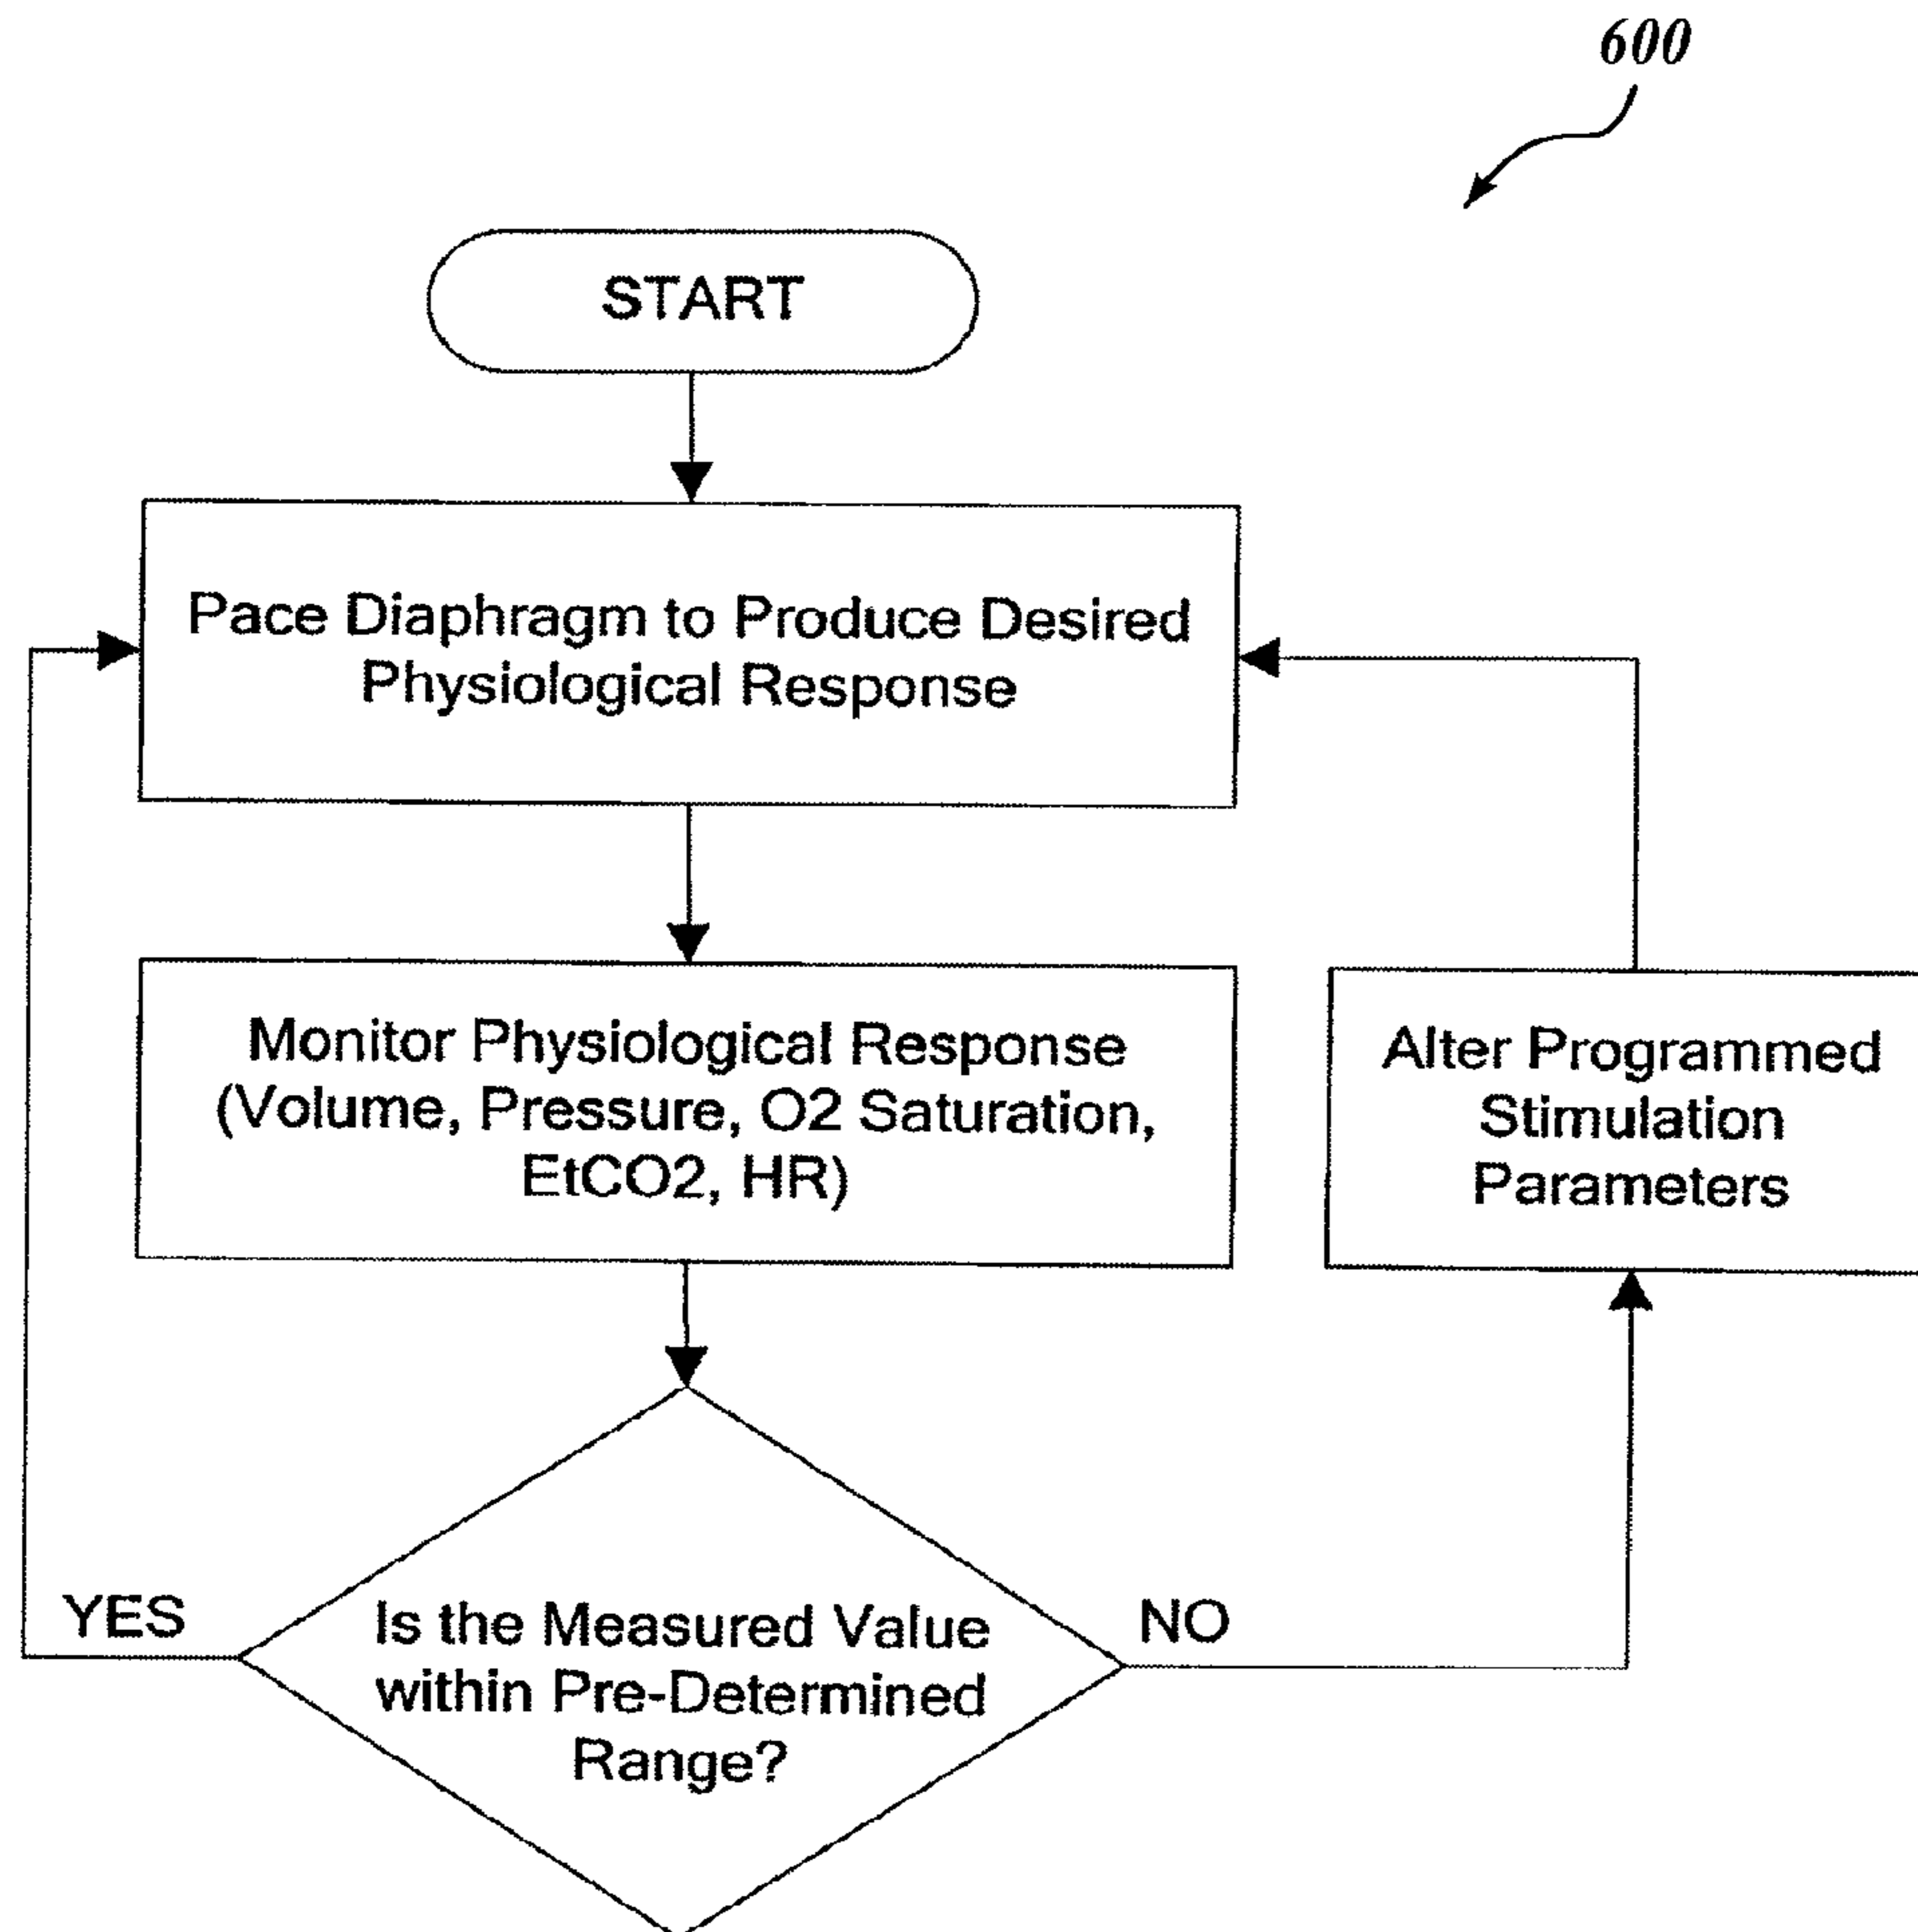 600
START
Pace Diaphragm to Produce Desired
Physiological Response
Monitor Physiological Response
(Volume, Pressure, O2 Saturation,
EtCO2, HR)
Alter Programmed
Stimulation
Parameters
YES
Is the Measured Value
within Pre-Determined
Range?
NO